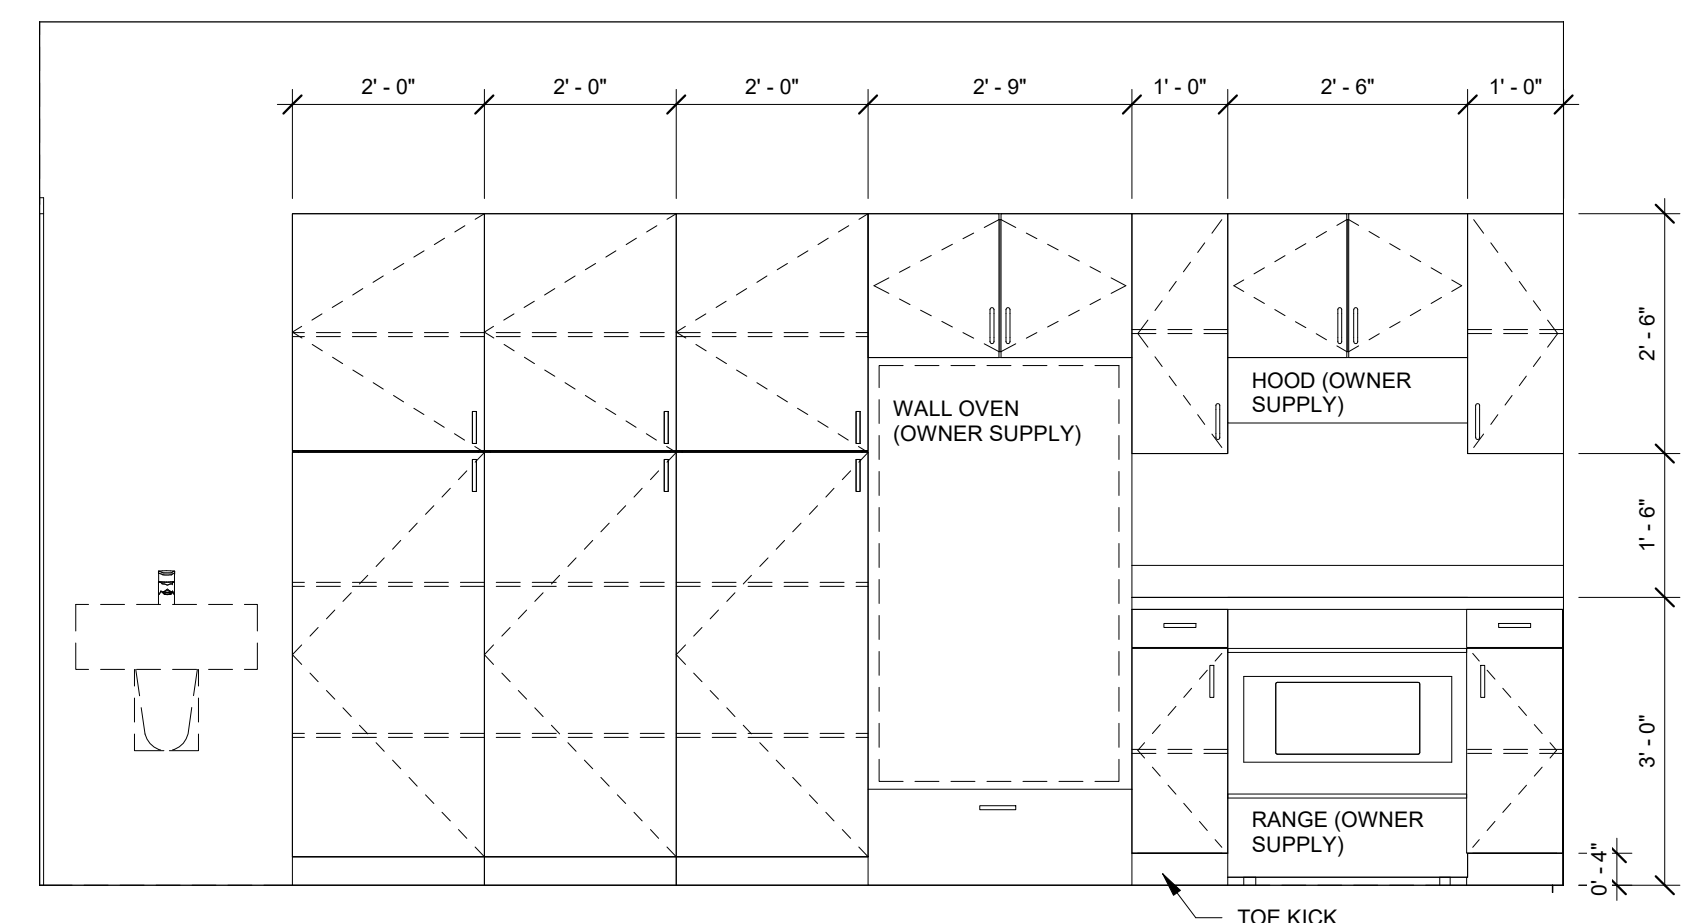 2' - 0"
2' - 0"
2' - 0"
2' - 9"
1' - 0"
2' - 6"
1' - 0"
2' - 6"
HOOD (OWNER
SUPPLY)
WALL OVEN
(OWNER SUPPLY)
1' - 6"
3' - 0"
RANGE (OWNER
SUPPLY)
0' - 4"
TOE KICK